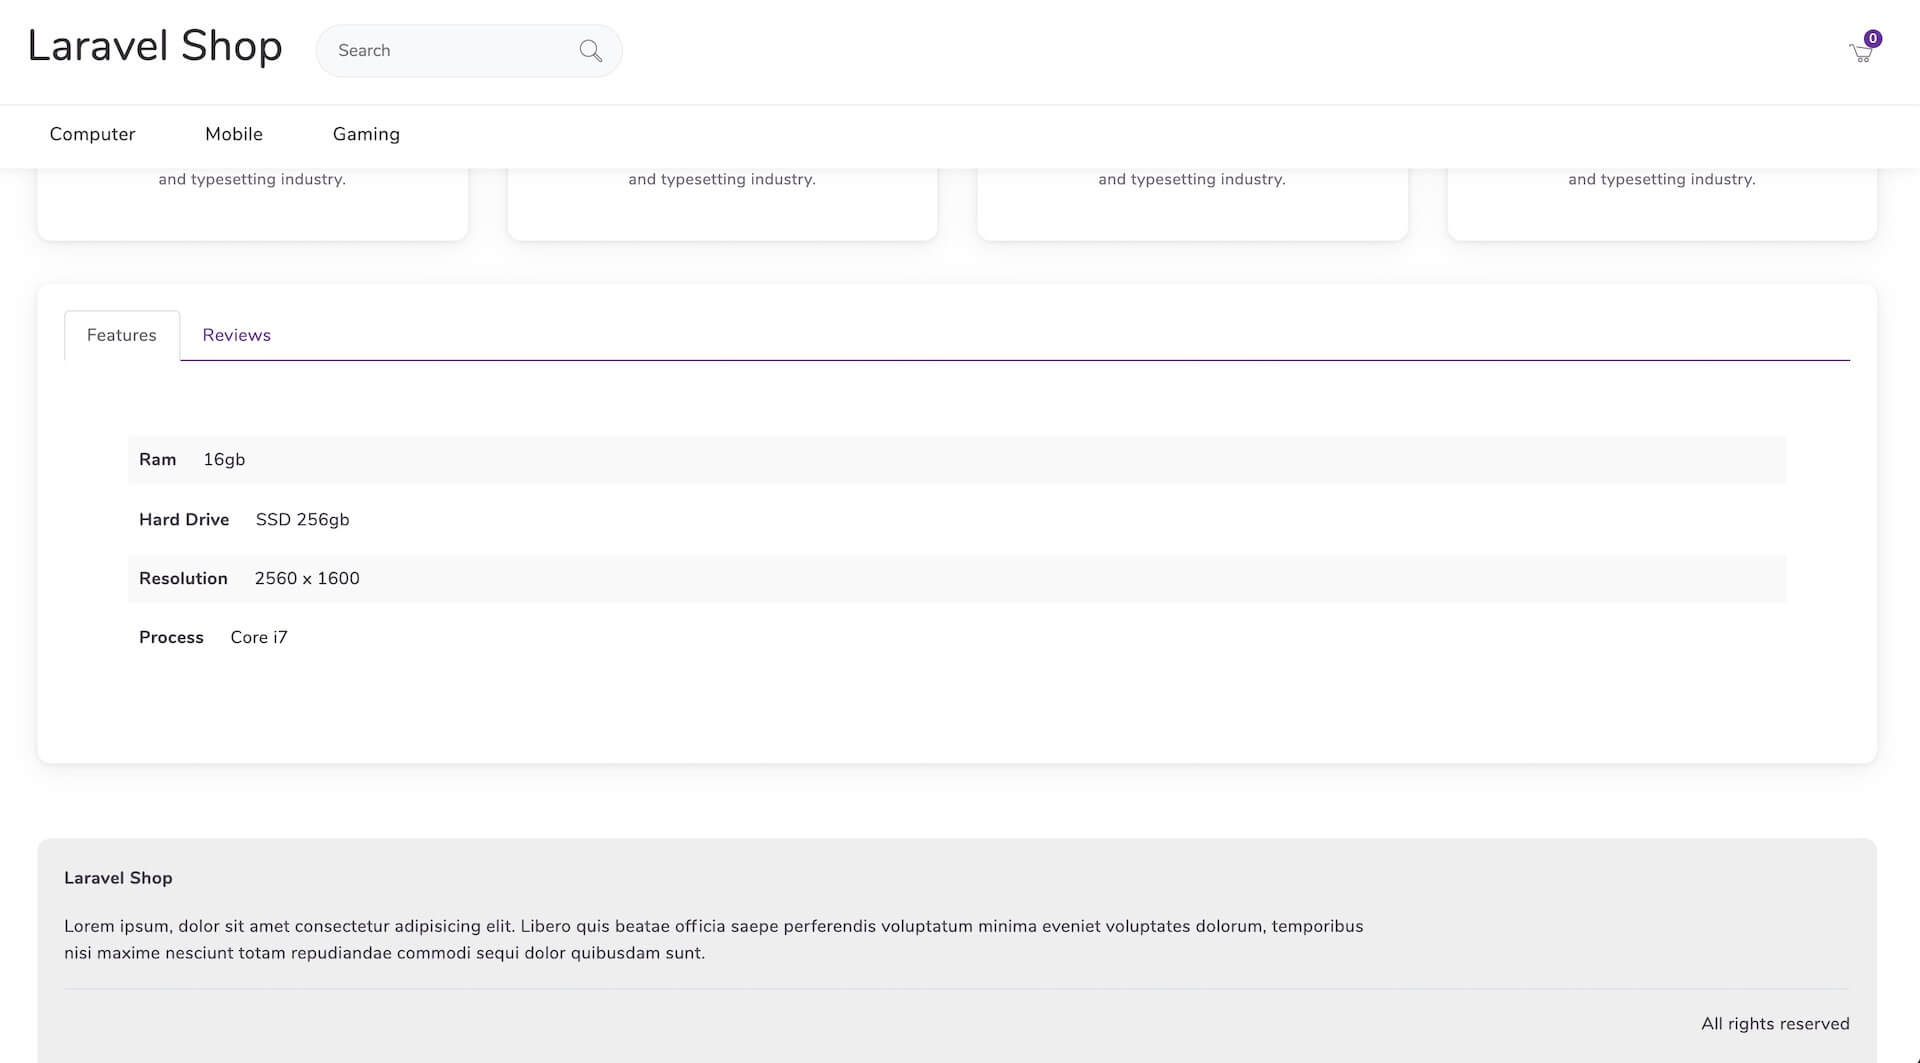 Laravel Shop
Search
0
Computer
Mobile
Gaming
and typesetting industry.
and typesetting industry.
and typesetting industry.
and typesetting industry.
Features
Reviews
Ram 16gb
Hard Drive SSD 256gb
Resolution 2560 x 1600
Process Core i7
Laravel Shop
Lorem ipsum, dolor sit amet consectetur adipisicing elit. Libero quis beatae officia saepe perferendis voluptatum minima eveniet voluptates dolorum, temporibus
nisi maxime nesciunt totam repudiandae commodi sequi dolor quibusdam sunt.
All rights reserved